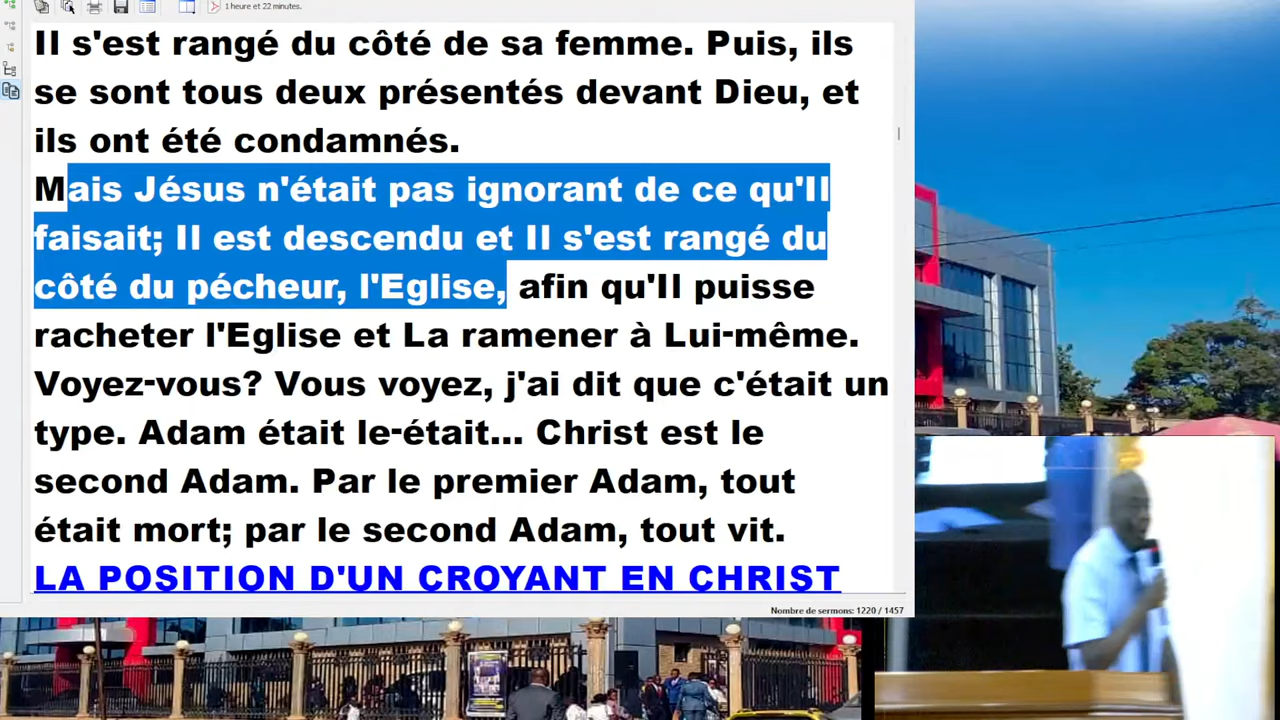 1 heure et 22 minutes.
Il s'est rangé du côté de sa femme. Puis, ils
se sont tous deux présentés devant Dieu, et
ils ont été condamnés.
Mais Jésus n'était pas ignorant de ce qu'Il
faisait; Il est descendu et Il s'est rangé du
côté du pécheur, l'Eglise, afin qu'Il puisse
racheter l'Eglise et La ramener à Lui-même.
Voyez-vous? Vous voyez, j'ai dit que c'était un
type. Adam était le-était... Christ est le
second Adam. Par le premier Adam, tout
était mort; par le second Adam, tout vit.
LA POSITION D'UN CROYANT EN CHRIST
Nombre de sermons: 1220 / 1457